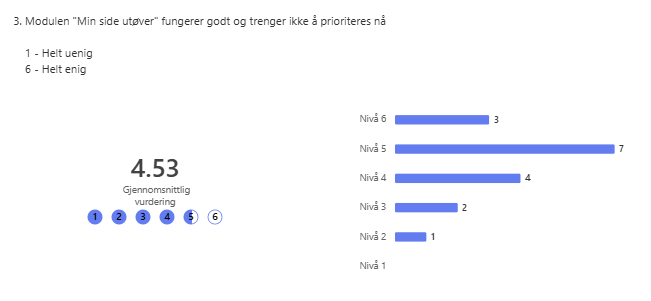 3. Modulen "Min side utøver" fungerer godt og trenger ikke å prioriteres nå
1 - Helt uenig
6 - Helt enig
4.53
Gjennomsnittlig
vurdering
1 2 3 4 5 6
Nivå 6 3
Nivå 5 7
Nivå 4 4
Nivå 3 2
Nivå 2 1
Nivå 1